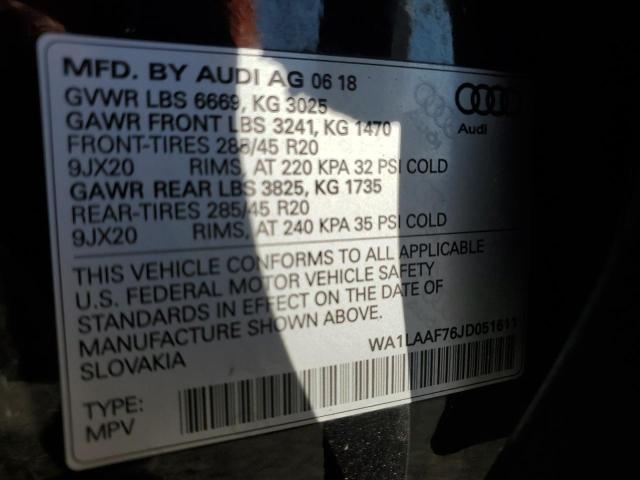 MFD. BY AUDI AG 06 18
GVWR LBS 6669, KG 3025
GAWR FRONT LBS 3241, KG 1470
FRONT-TIRES 285/45 R20
9JX20 RIMS, AT 220 KPA 32 PSI COLD
GAWR REAR LBS 3825, KG 1735
REAR-TIRES 285/45 R20
9JX20 RIMS, AT 240 KPA 35 PSI COLD
Audi
THIS VEHICLE CONFORMS TO ALL APPLICABLE
U.S. FEDERAL MOTOR VEHICLE SAFETY
STANDARDS IN EFFECT ON THE DATE OF
MANUFACTURE SHOWN ABOVE.
SLOVAKIA
WA1LAAF76JD051611
TYPE:
MPV